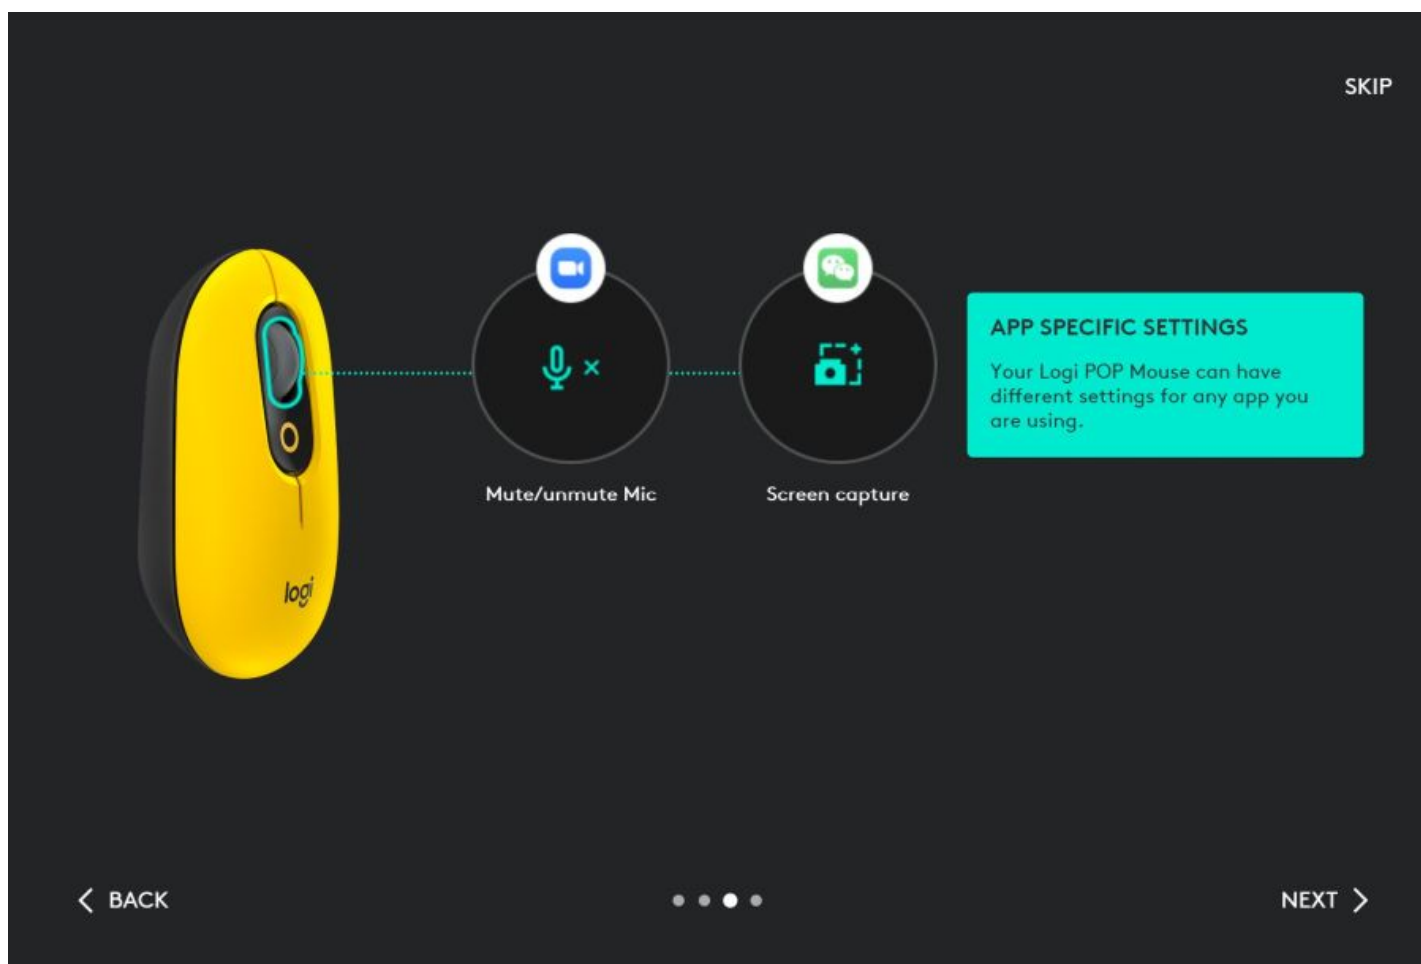 SKIP
APP SPECIFIC SETTINGS
Your Logi POP Mouse can have
different settings for any app you
are using.
Mute/unmute Mic
Screen capture
logi
BACK
NEXT